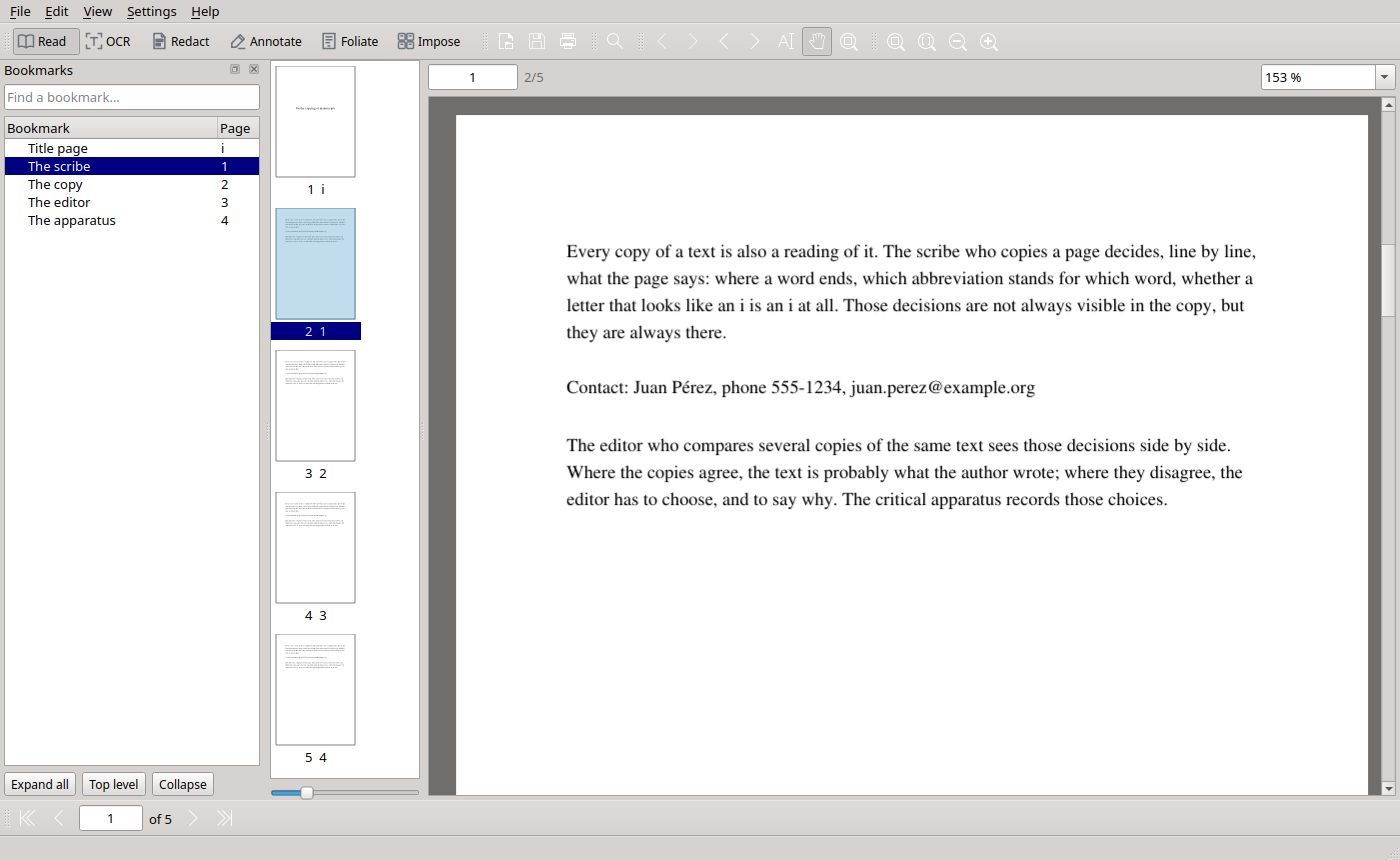 File Edit View Settings Help
Read OCR Redact Annotate Foliate Impose
Bookmarks
Find a bookmark...
Bookmark Page
Title page i
The scribe 1
The copy 2
The editor 3
The apparatus 4
Expand all Top level Collapse
1 i
2 1
3 2
4 3
5 4
1 2/5
153 %
Every copy of a text is also a reading of it. The scribe who copies a page decides, line by line,
what the page says: where a word ends, which abbreviation stands for which word, whether a
letter that looks like an i is an i at all. Those decisions are not always visible in the copy, but
they are always there.
Contact: Juan Pérez, phone 555-1234, juan.perez@example.org
The editor who compares several copies of the same text sees those decisions side by side.
Where the copies agree, the text is probably what the author wrote; where they disagree, the
editor has to choose, and to say why. The critical apparatus records those choices.
1 of 5